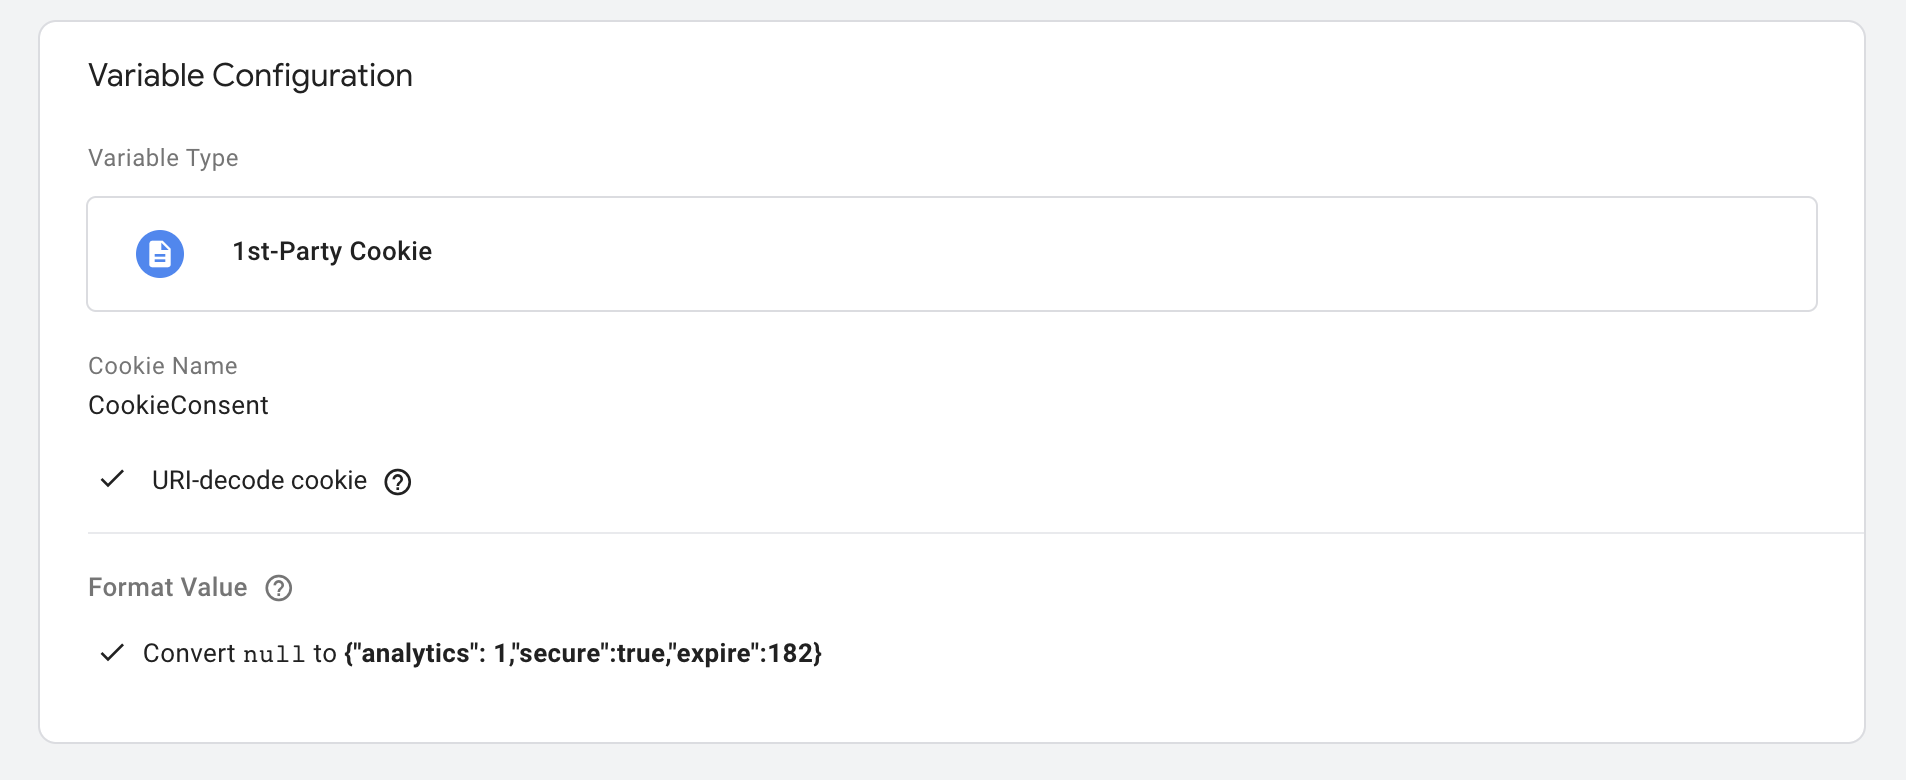 Variable Configuration
Variable Type
1st-Party Cookie
Cookie Name
CookieConsent
URI-decode cookie
Format Value
Convert null to {"analytics": 1,"secure":true,"expire":182}